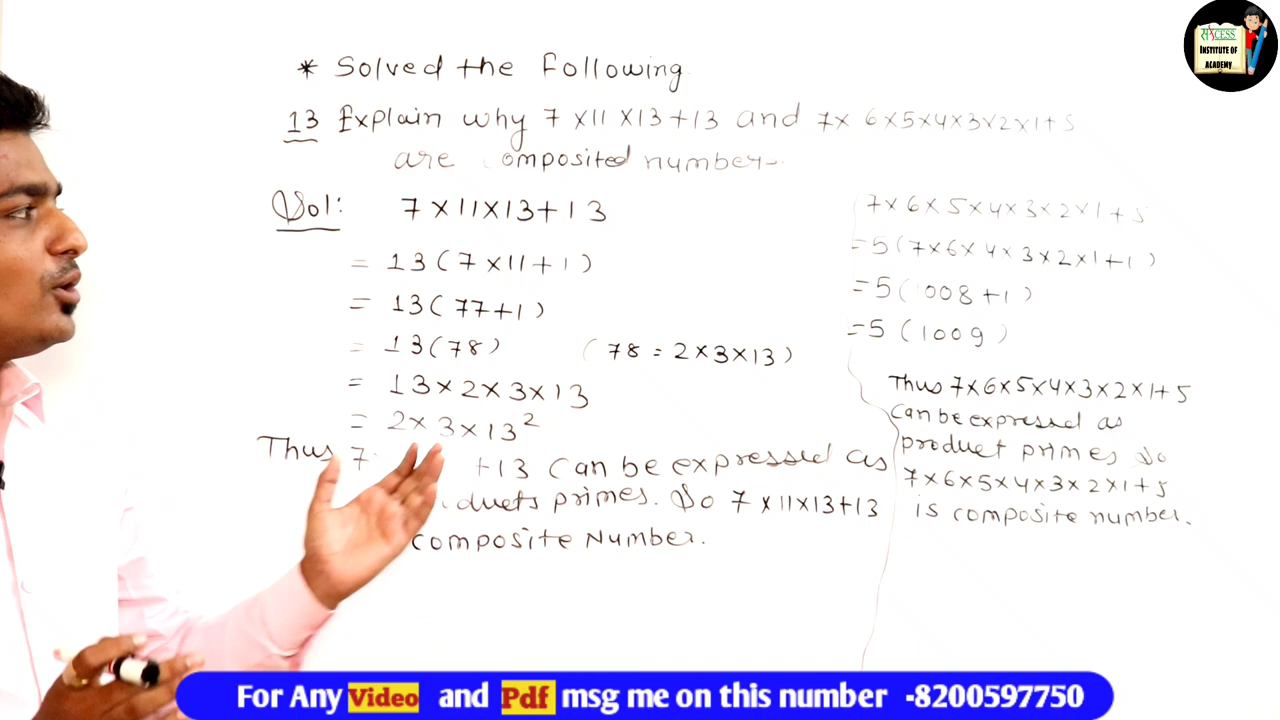 * Solved the following
13 Explain why 7 × 11 × 13 + 13 and 7 × 6 × 5 × 4 × 3 × 2 × 1 + 5
are composited number
Sol: 7 × 11 × 13 + 13
= 13 ( 7 × 11 + 1 )
= 13 ( 77 + 1 )
= 13 ( 78 ) ( 78 = 2 × 3 × 13 )
= 13 × 2 × 3 × 13
= 2 × 3 × 13²
Thus 7 + 13 can be expressed as
primes. So 7 × 11 × 13 + 13
composite Number.
7 × 6 × 5 × 4 × 3 × 2 × 1 + 5
= 5 ( 7 × 6 × 4 × 3 × 2 × 1 + 1 )
= 5 ( 1008 + 1 )
= 5 ( 1009 )
Thus 7 × 6 × 5 × 4 × 3 × 2 × 1 + 5
can be expressed as
product primes So
7 × 6 × 5 × 4 × 3 × 2 × 1 + 5
is composite number.
INSTITUTE OF
ACADEMY
For Any Video and Pdf msg me on this number -8200597750